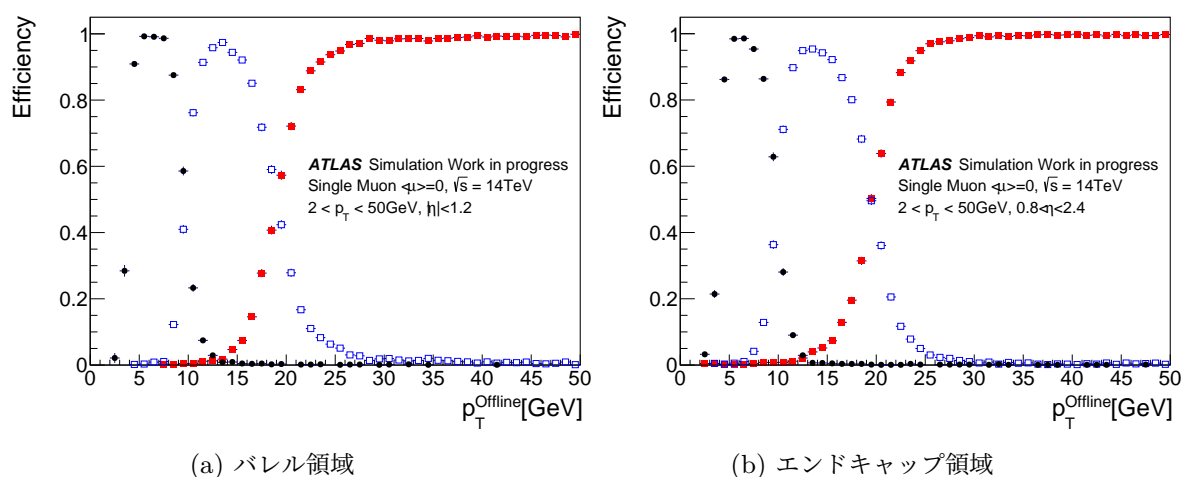 Efficiency
1
0.8
0.6
0.4
0.2
0
0 5 10 15 20 25 30 35 40 45 50
p_T^Offline[GeV]
ATLAS Simulation Work in progress
Single Muon <μ>=0, √s = 14TeV
2 < p_T < 50GeV, |η|<1.2
(a) バレル領域
Efficiency
1
0.8
0.6
0.4
0.2
0
0 5 10 15 20 25 30 35 40 45 50
p_T^Offline[GeV]
ATLAS Simulation Work in progress
Single Muon <μ>=0, √s = 14TeV
2 < p_T < 50GeV, 0.8<η<2.4
(b) エンドキャップ領域